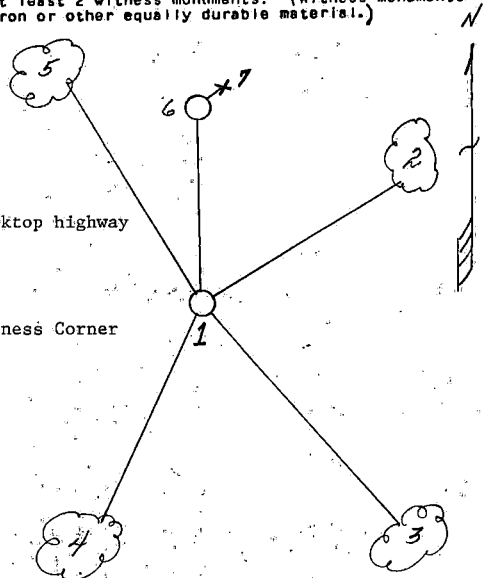 t least 2 witness monuments. (Witness monuments
ron or other equally durable material.)
N
5
6 7
2
ktop highway
ness Corner
1
4
3